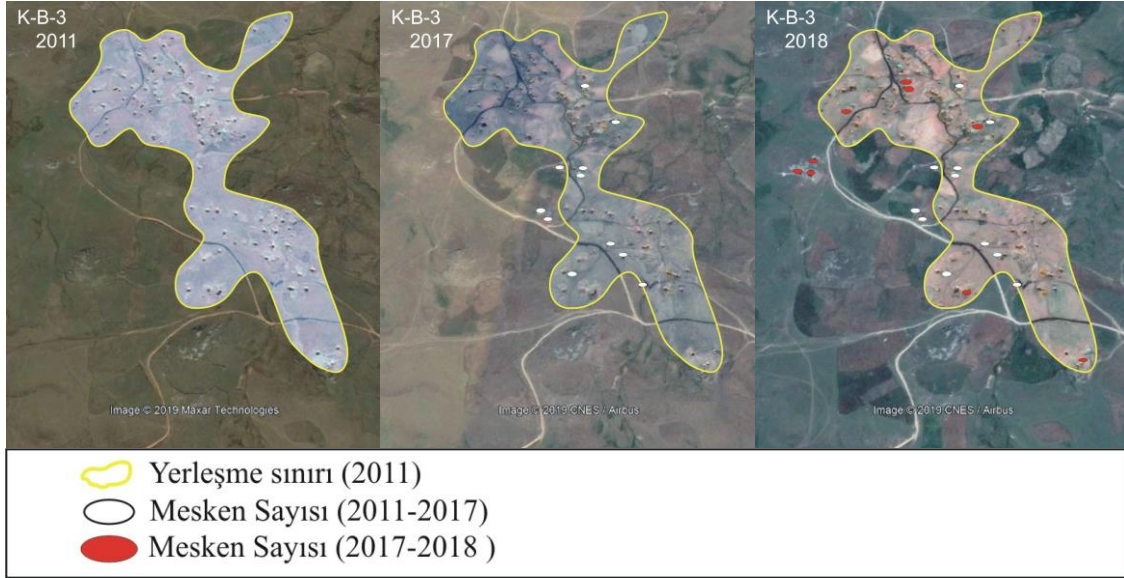 K-B-3
2011
K-B-3
2017
K-B-3
2018
Image © 2019 Maxar Technologies
Image © 2019 CNES / Airbus
Image © 2019 CNES / Airbus
Yerleşme sınırı (2011)
Mesken Sayısı (2011-2017)
Mesken Sayısı (2017-2018 )